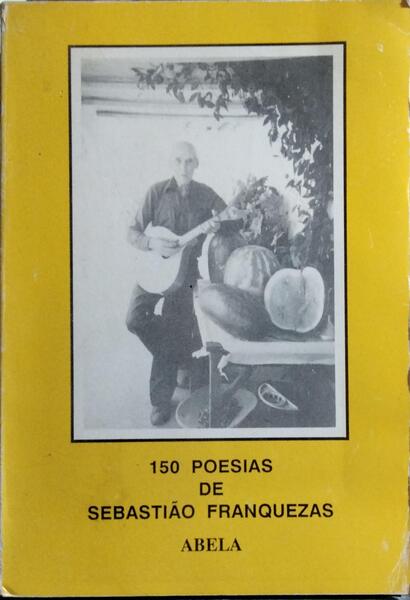 150 POESIAS
DE
SEBASTIÃO FRANQUEZAS
ABELA